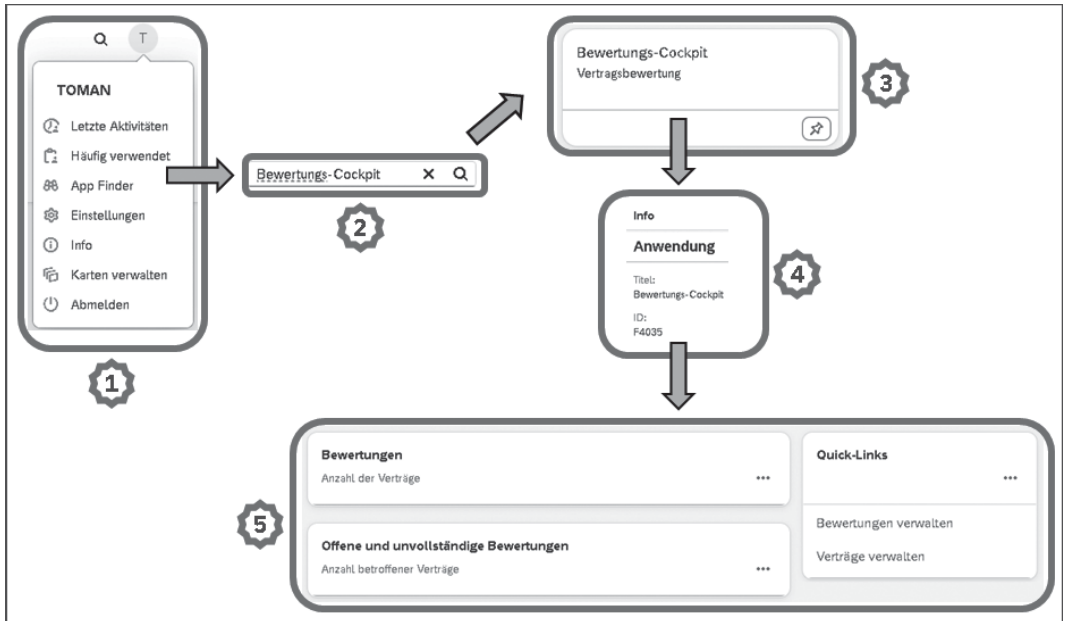 T
TOMAN
Letzte Aktivitäten
Häufig verwendet
App Finder
Einstellungen
Info
Karten verwalten
Abmelden
1
Bewertungs-Cockpit
2
Bewertungs-Cockpit
Vertragsbewertung
3
Info
Anwendung
Titel:
Bewertungs-Cockpit
ID:
F4035
4
Bewertungen
Anzahl der Verträge
Offene und unvollständige Bewertungen
Anzahl betroffener Verträge
Quick-Links
Bewertungen verwalten
Verträge verwalten
5